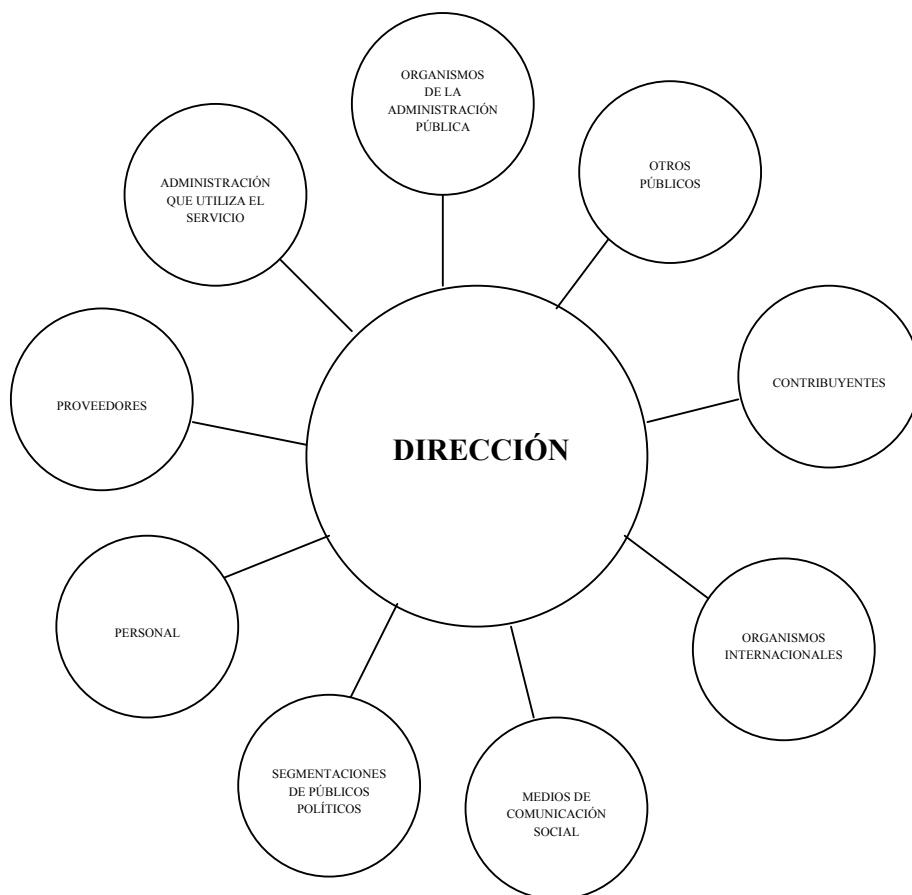 ORGANISMOS
DE LA
ADMINISTRACIÓN
PÚBLICA
OTROS
PÚBLICOS
ADMINISTRACIÓN
QUE UTILIZA EL
SERVICIO
CONTRIBUYENTES
PROVEEDORES
DIRECCIÓN
PERSONAL
ORGANISMOS
INTERNACIONALES
SEGMENTACIONES
DE PÚBLICOS
POLÍTICOS
MEDIOS DE
COMUNICACIÓN
SOCIAL